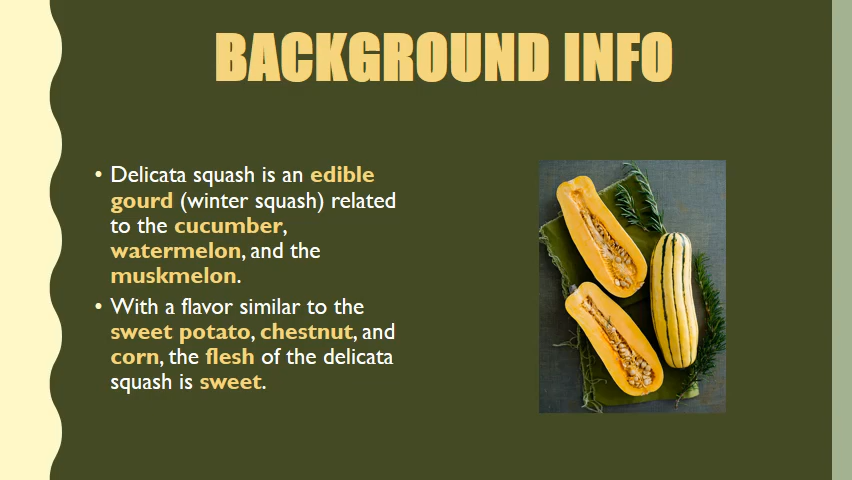 BACKGROUND INFO
• Delicata squash is an edible
gourd (winter squash) related
to the cucumber,
watermelon, and the
muskmelon.
• With a flavor similar to the
sweet potato, chestnut, and
corn, the flesh of the delicata
squash is sweet.